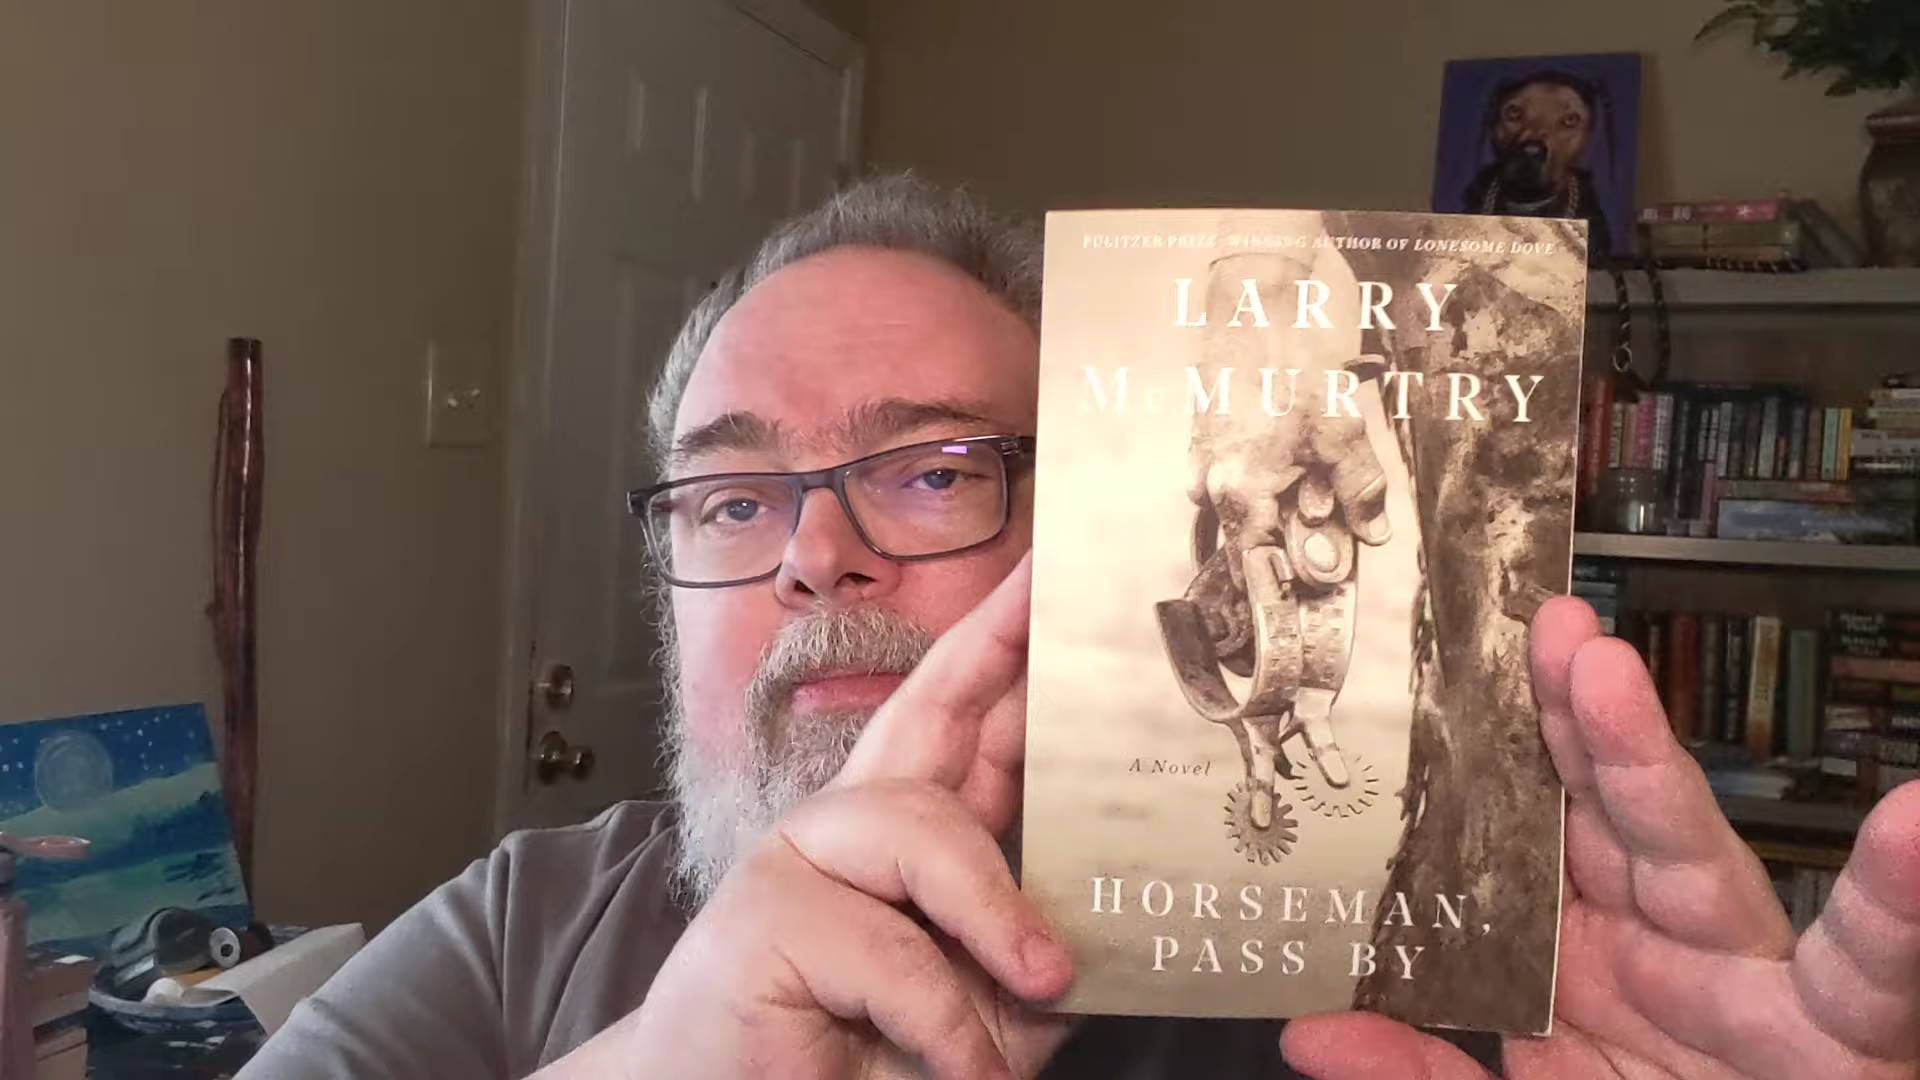 PULITZER PRIZE-WINNING AUTHOR OF LONESOME DOVE
LARRY
McMURTRY
A Novel
HORSEMAN,
PASS BY